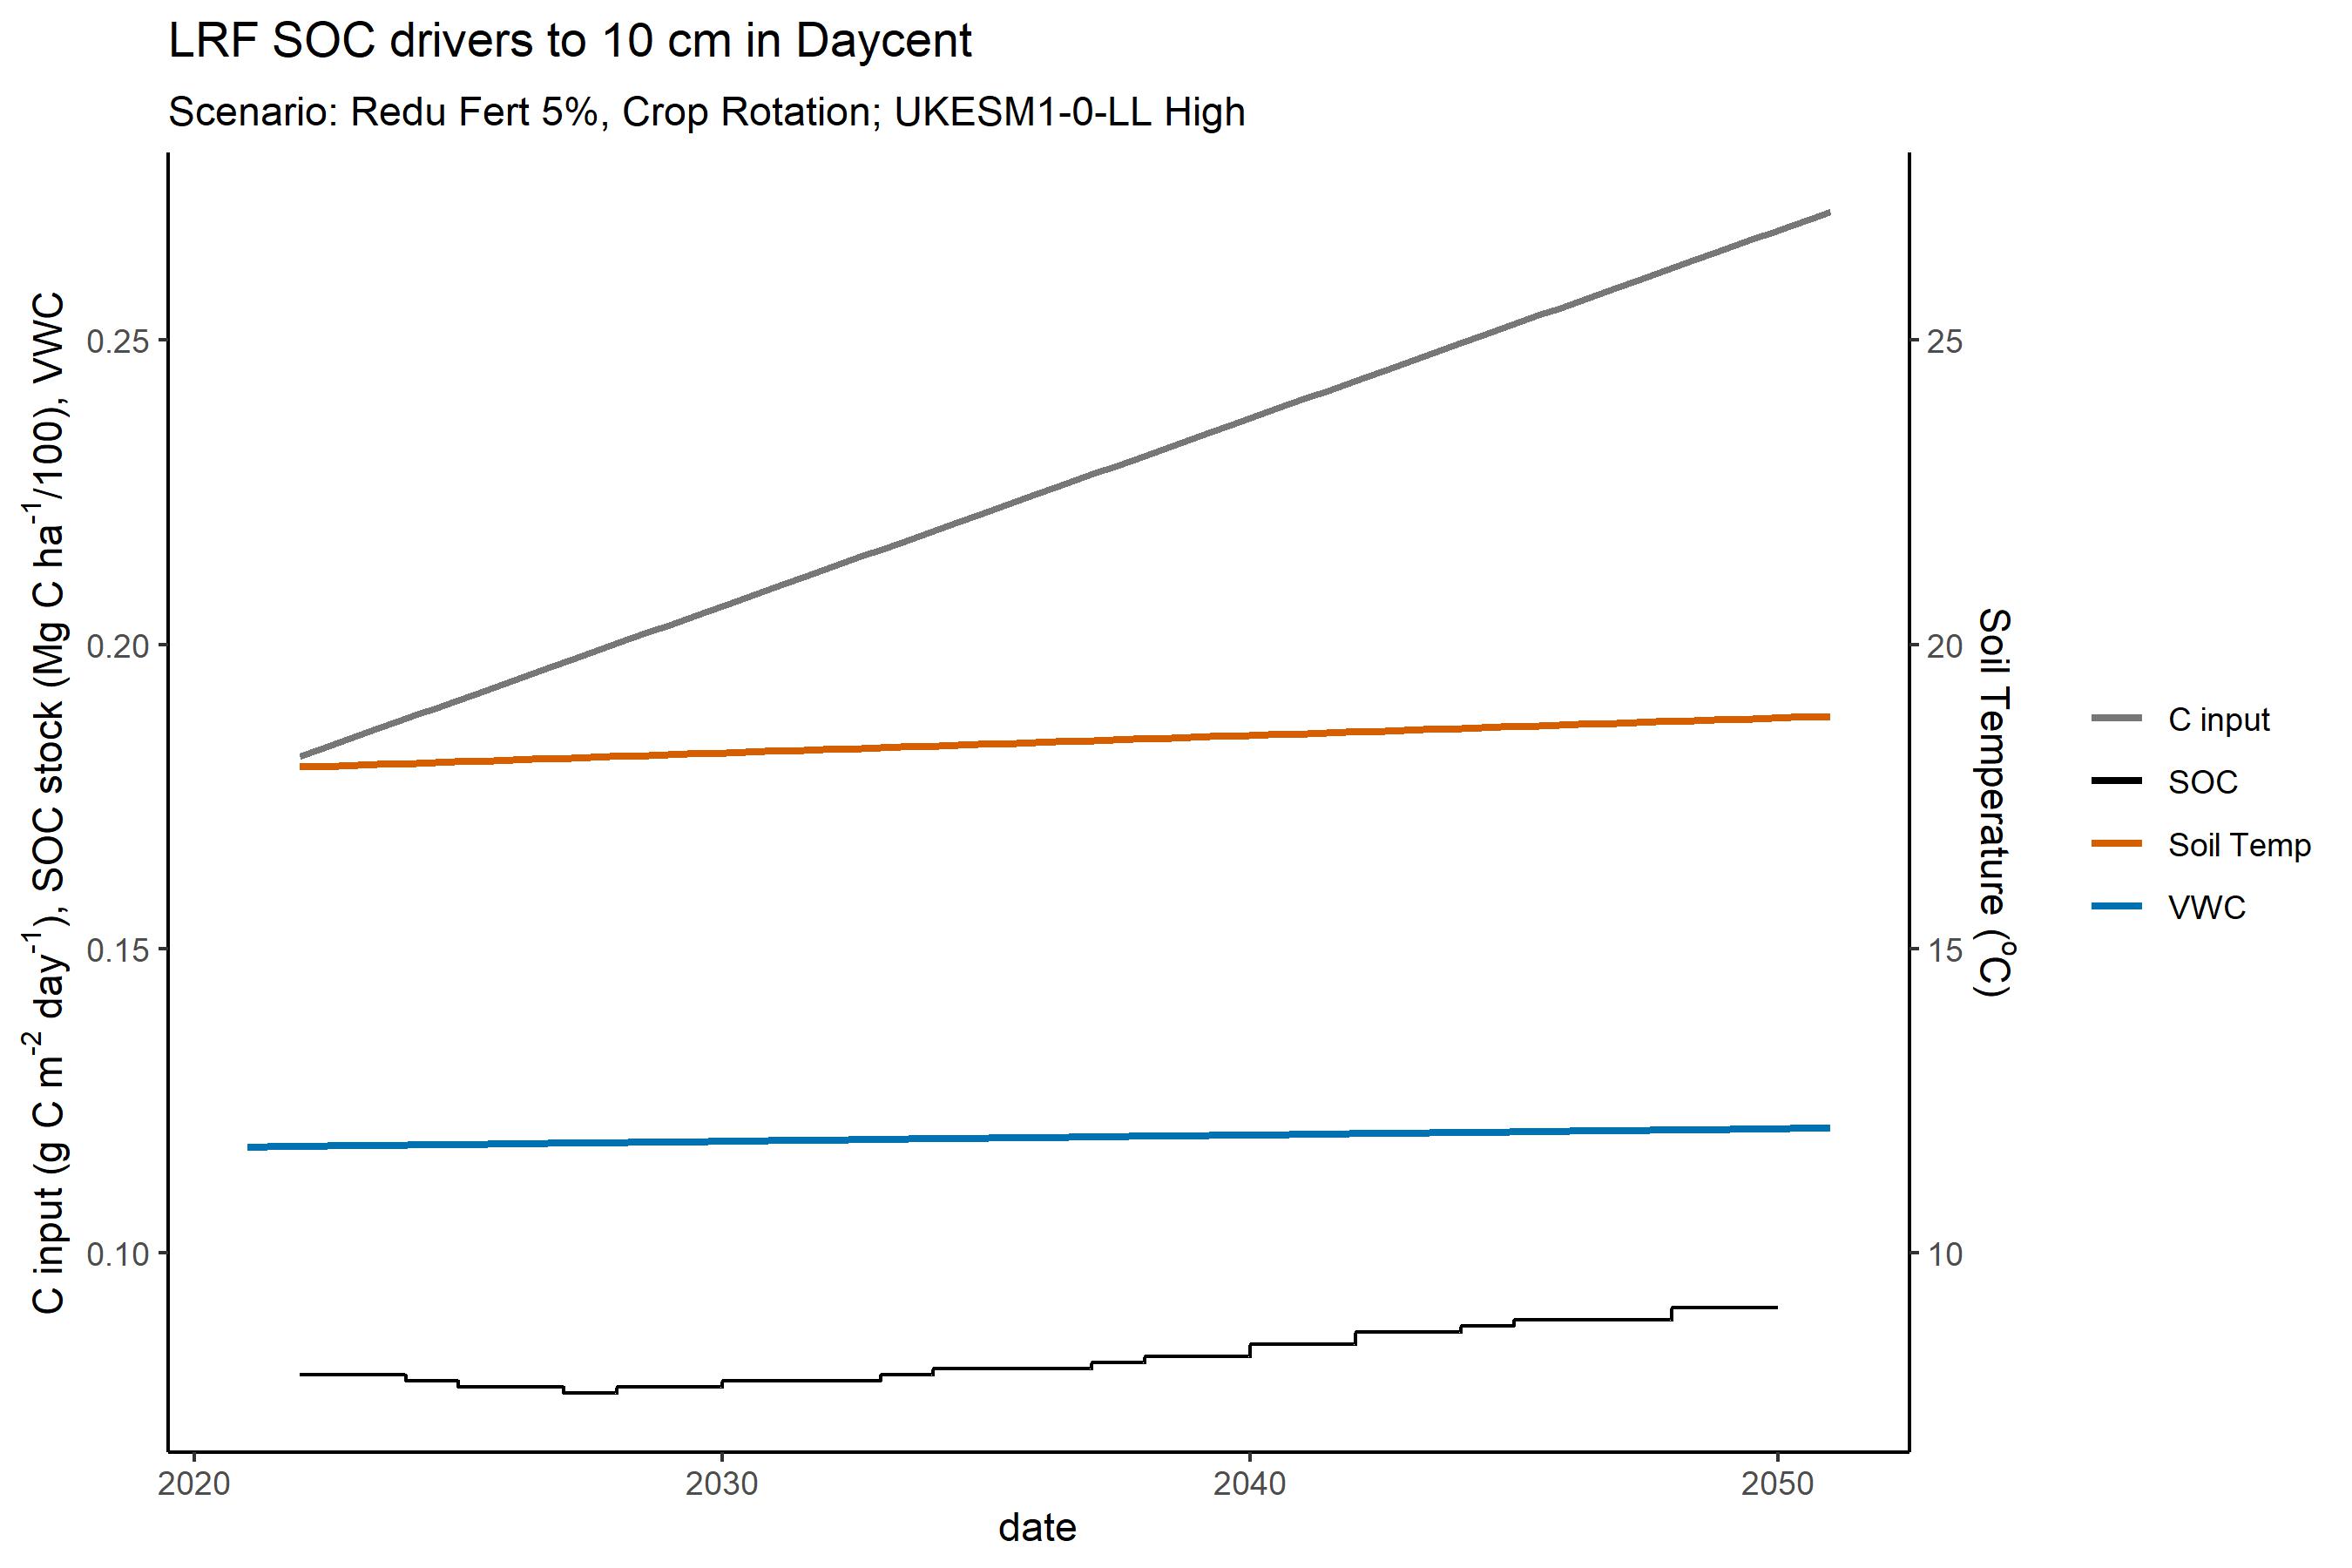 LRF SOC drivers to 10 cm in Daycent
Scenario: Redu Fert 5%, Crop Rotation; UKESM1-0-LL High
C input (g C m⁻² day⁻¹), SOC stock (Mg C ha⁻¹/100), VWC
0.25
0.20
0.15
0.10
25
20
15
10
Soil Temperature (ºC)
C input
SOC
Soil Temp
VWC
2020
2030
2040
2050
date